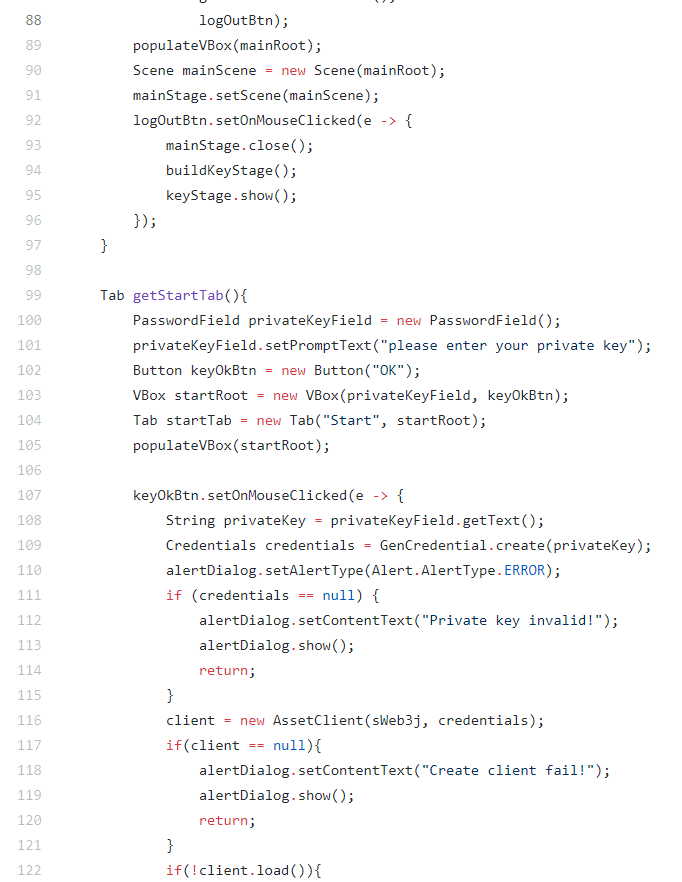 88                    logOutBtn);
89            populateVBox(mainRoot);
90            Scene mainScene = new Scene(mainRoot);
91            mainStage.setScene(mainScene);
92            logOutBtn.setOnMouseClicked(e -> {
93                mainStage.close();
94                buildKeyStage();
95                keyStage.show();
96            });
97        }
98
99        Tab getStartTab(){
100            PasswordField privateKeyField = new PasswordField();
101            privateKeyField.setPromptText("please enter your private key");
102            Button keyOkBtn = new Button("OK");
103            VBox startRoot = new VBox(privateKeyField, keyOkBtn);
104            Tab startTab = new Tab("Start", startRoot);
105            populateVBox(startRoot);
106
107            keyOkBtn.setOnMouseClicked(e -> {
108                String privateKey = privateKeyField.getText();
109                Credentials credentials = GenCredential.create(privateKey);
110                alertDialog.setAlertType(Alert.AlertType.ERROR);
111                if (credentials == null) {
112                    alertDialog.setContentText("Private key invalid!");
113                    alertDialog.show();
114                    return;
115                }
116                client = new AssetClient(sWeb3j, credentials);
117                if(client == null){
118                    alertDialog.setContentText("Create client fail!");
119                    alertDialog.show();
120                    return;
121                }
122                if(!client.load()){